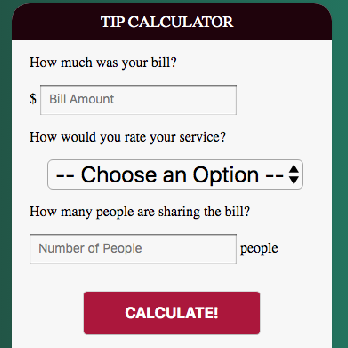 TIP CALCULATOR
How much was your bill?
$ Bill Amount
How would you rate your service?
-- Choose an Option --
How many people are sharing the bill?
Number of People people
CALCULATE!